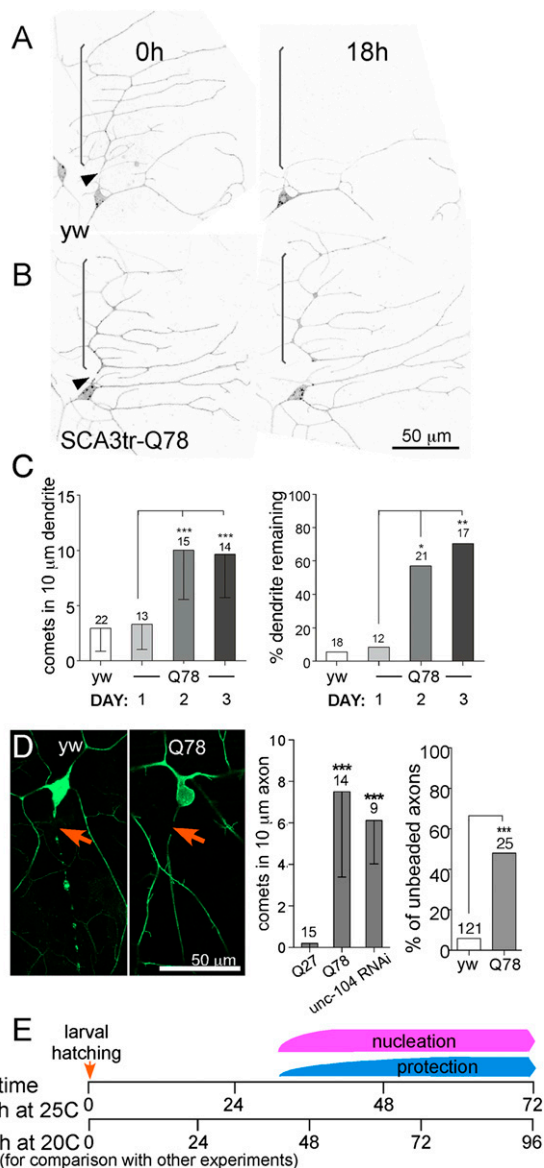 A
0h
18h
yw
B
SCA3tr-Q78
50 μm
C
comets in 10 μm dendrite
15
10
5
0
22
13
***
15
***
14
yw
Q78
DAY: 1 2 3
% dendrite remaining
80
60
40
20
0
18
12
*
21
**
17
yw
Q78
DAY: 1 2 3
D
yw
Q78
50 μm
comets in 10 μm axon
10
8
6
4
2
0
15
***
14
***
9
Q27
Q78
unc-104 RNAi
% of unbeaded axons
80
60
40
20
0
121
***
25
yw
Q78
E
larval
hatching
nucleation
protection
time
h at 25C
0 24 48 72
h at 20C
0 24 48 72 96
(for comparison with other experiments)